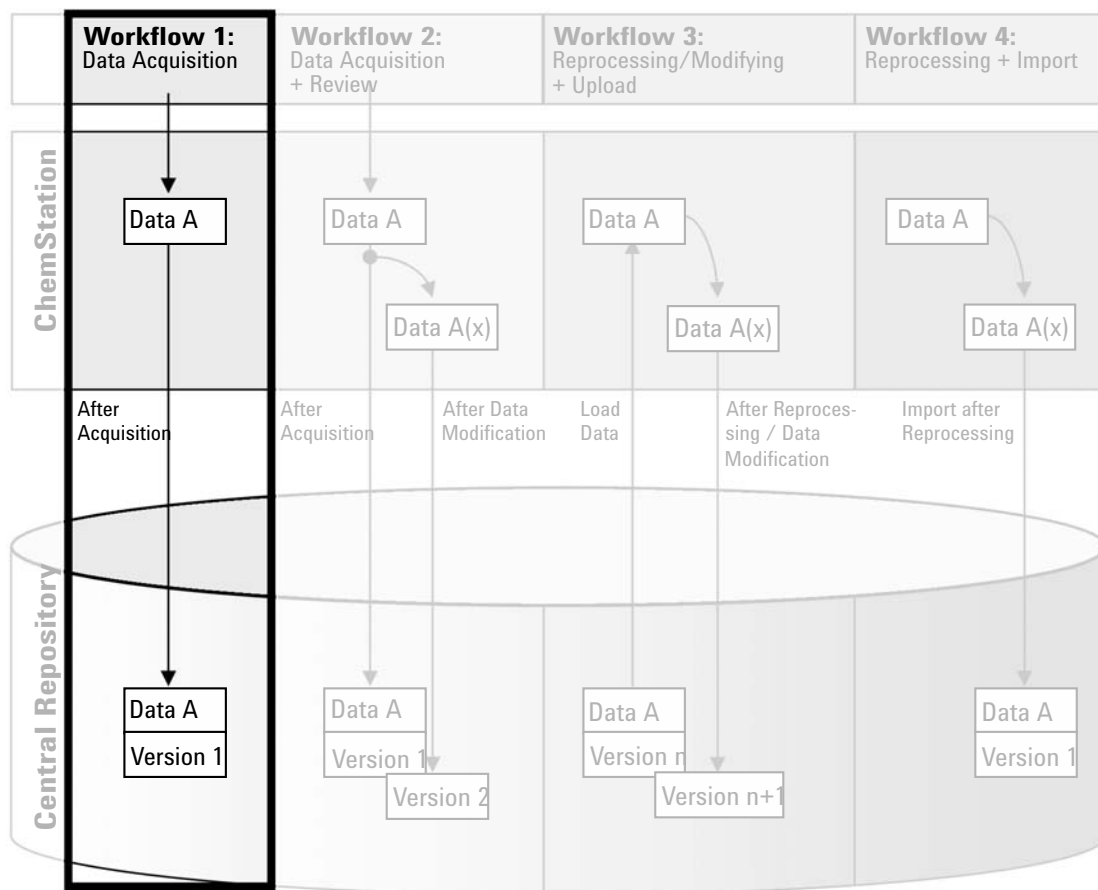 Workflow 1:
Data Acquisition
Workflow 2:
Data Acquisition
+ Review
Workflow 3:
Reprocessing/Modifying
+ Upload
Workflow 4:
Reprocessing + Import
ChemStation
Data A
Data A
Data A
Data A
Data A(x)
Data A(x)
Data A(x)
After
Acquisition
After
Acquisition
After Data
Modification
Load
Data
After Reproces-
sing / Data
Modification
Import after
Reprocessing
Central Repository
Data A
Version 1
Data A
Version 1
Version 2
Data A
Version n
Version n+1
Data A
Version 1